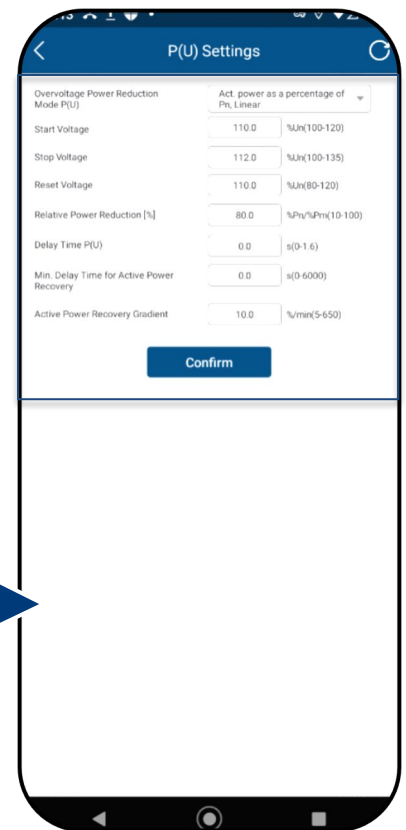 P(U) Settings
Overvoltage Power Reduction
Mode P(U)
Act. power as a percentage of
Pn, Linear
Start Voltage 110.0 %Un(100-120)
Stop Voltage 112.0 %Un(100-135)
Reset Voltage 110.0 %Un(80-120)
Relative Power Reduction [%] 80.0 %Pn/%Pm(10-100)
Delay Time P(U) 0.0 s(0-1.6)
Min. Delay Time for Active Power
Recovery
0.0 s(0-6000)
Active Power Recovery Gradient 10.0 %/min(5-650)
Confirm